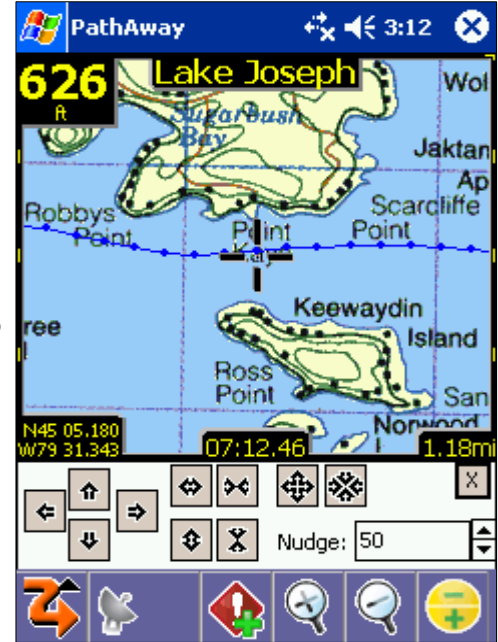 PathAway
3:12
626
ft
Lake Joseph
Wol
Sugarbush
Bay
Jaktan
Ap
Robbys
Point
Point
Scarcliffe
Point
Keewaydin
Island
ree
Ross
Point
San
Norwood
N45 05.180
W79 31.343
07:12.46
1.18mi
X
Nudge: 50